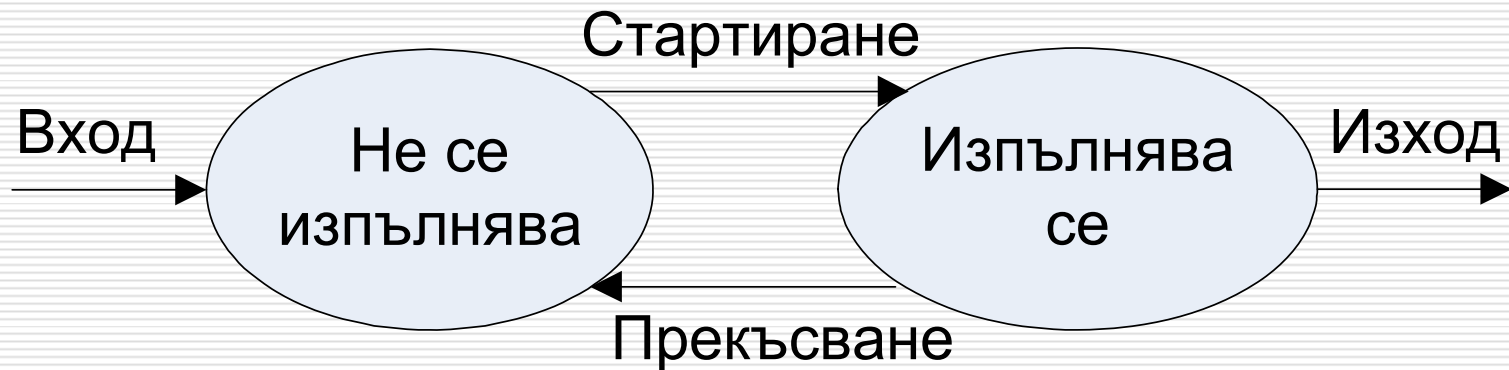 Стартиране
Вход
Не се
изпълнява
Изпълнява
се
Изход
Прекъсване